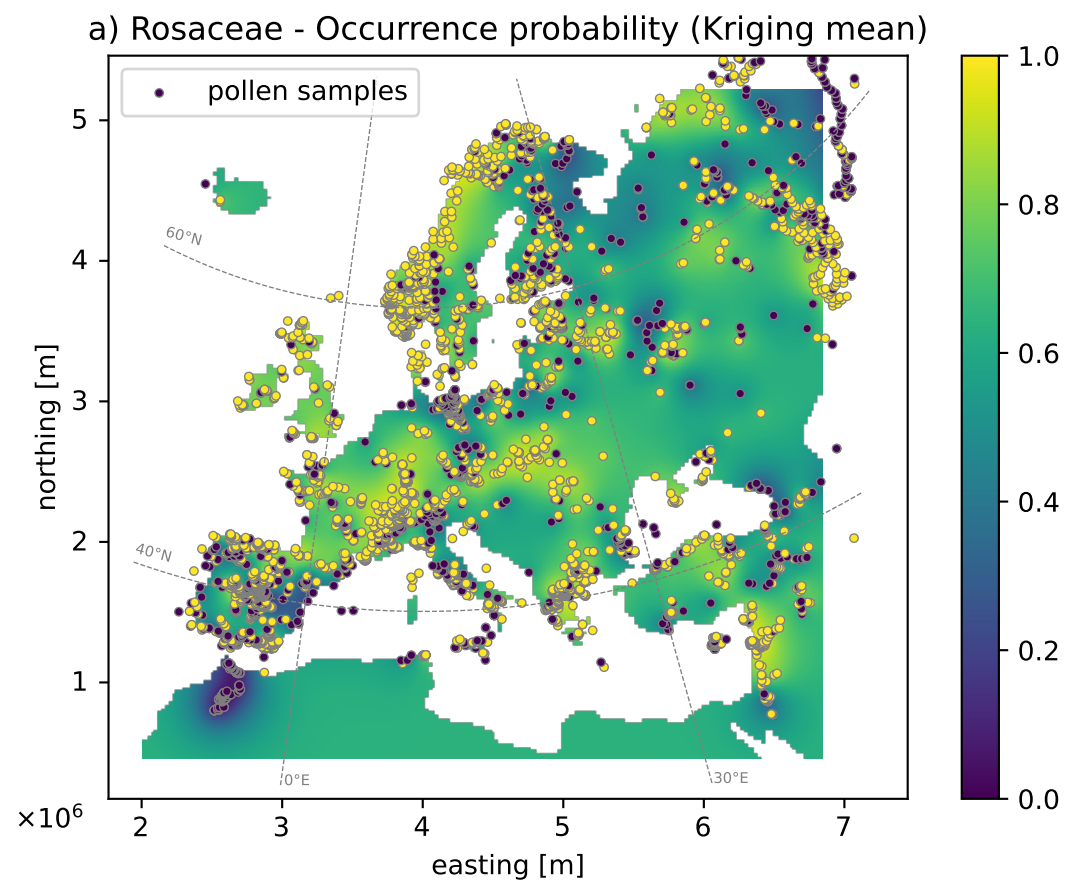 a) Rosaceae - Occurrence probability (Kriging mean)
pollen samples
60°N
40°N
0°E
30°E
northing [m]
5
4
3
2
1
×10⁶
2 3 4 5 6 7
easting [m]
1.0
0.8
0.6
0.4
0.2
0.0